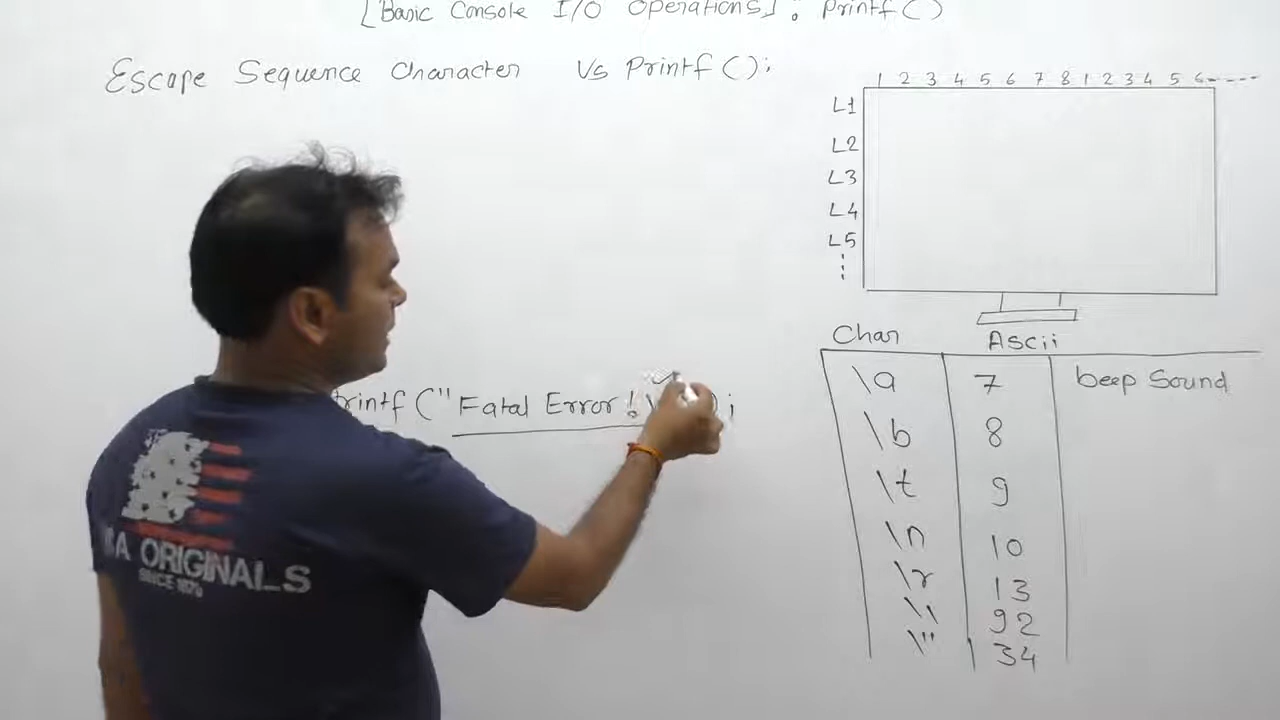 [Basic Console I/O Operations] : Printf()
Escape Sequence Character Vs Printf();
1 2 3 4 5 6 7 8 1 2 3 4 5 6
L1
L2
L3
L4
L5
printf ("Fatal Error! \ );
Char Ascii
\a 7 beep Sound
\b 8
\t 9
\n 10
\r 13
\\ 92
\" 34
ORIGINALS
SINCE